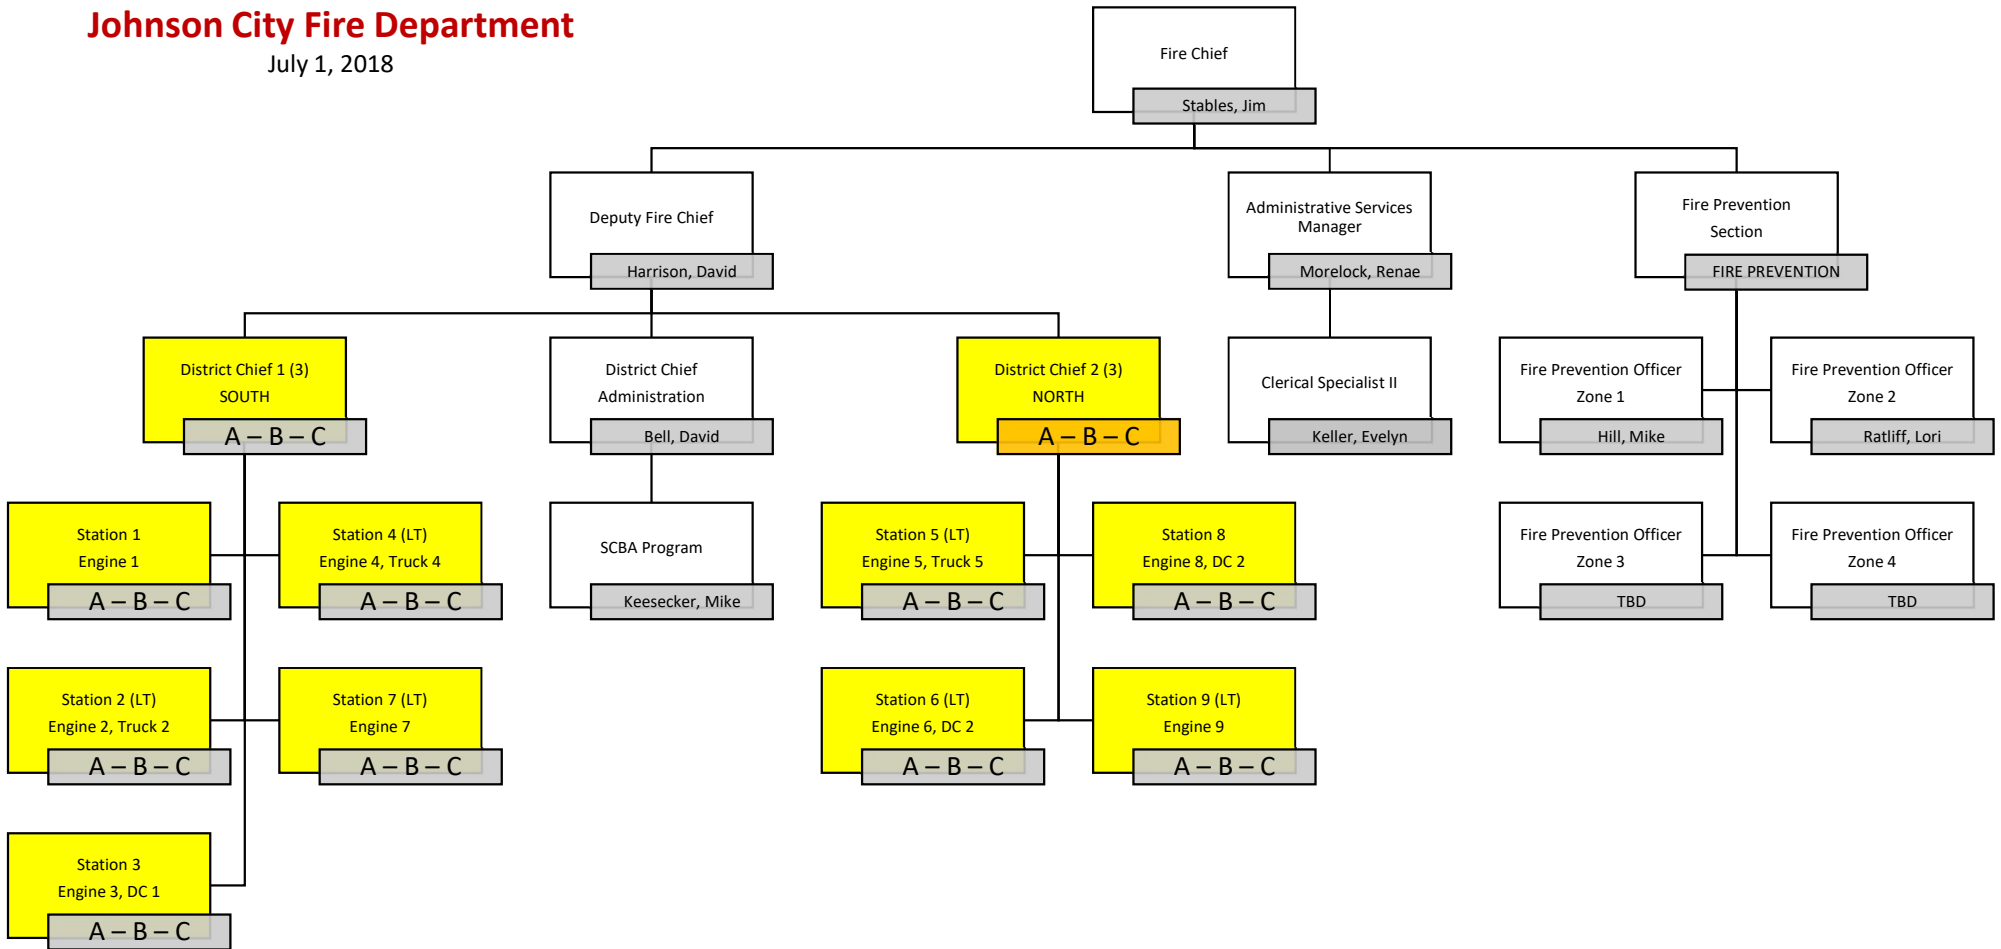 Johnson City Fire Department
July 1, 2018
Fire Chief
Stables, Jim
Deputy Fire Chief
Harrison, David
Administrative Services
Manager
Morelock, Renae
Fire Prevention
Section
FIRE PREVENTION
District Chief 1 (3)
SOUTH
A – B – C
District Chief
Administration
Bell, David
District Chief 2 (3)
NORTH
A – B – C
Clerical Specialist II
Keller, Evelyn
Fire Prevention Officer
Zone 1
Hill, Mike
Fire Prevention Officer
Zone 2
Ratliff, Lori
Station 1
Engine 1
A – B – C
Station 4 (LT)
Engine 4, Truck 4
A – B – C
SCBA Program
Keesecker, Mike
Station 5 (LT)
Engine 5, Truck 5
A – B – C
Station 8
Engine 8, DC 2
A – B – C
Fire Prevention Officer
Zone 3
TBD
Fire Prevention Officer
Zone 4
TBD
Station 2 (LT)
Engine 2, Truck 2
A – B – C
Station 7 (LT)
Engine 7
A – B – C
Station 6 (LT)
Engine 6, DC 2
A – B – C
Station 9 (LT)
Engine 9
A – B – C
Station 3
Engine 3, DC 1
A – B – C